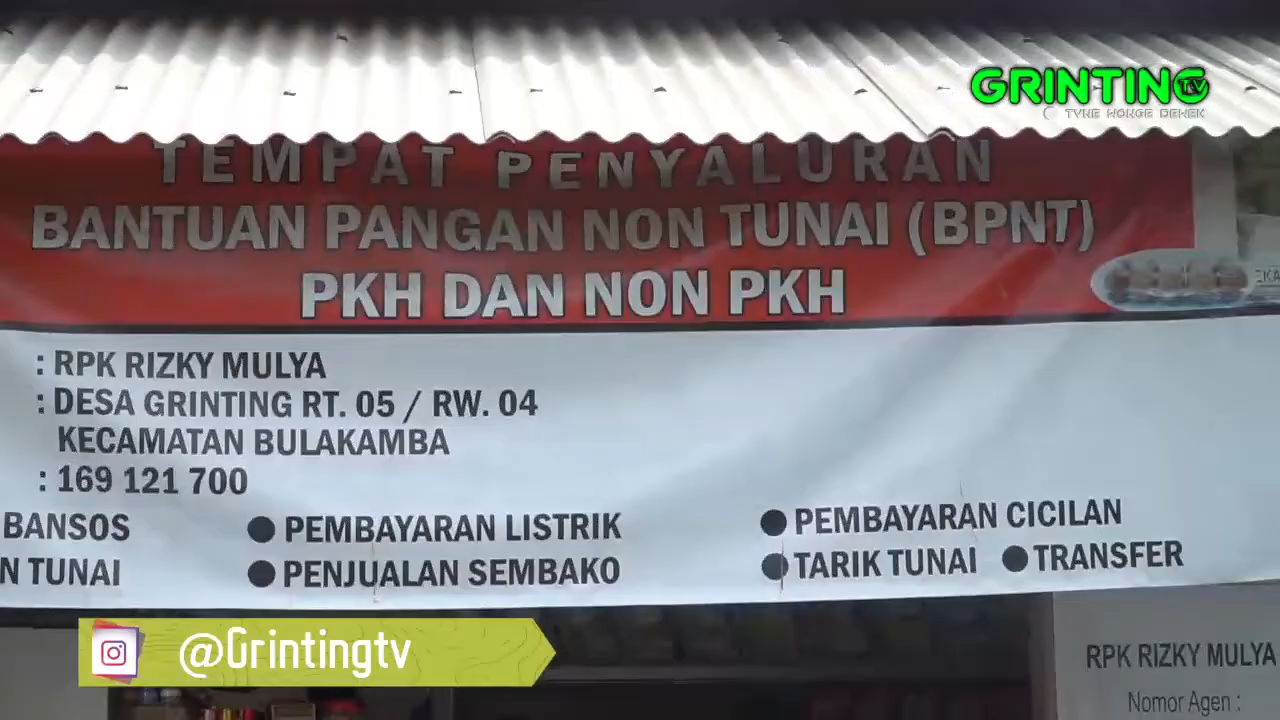 GRINTING TV
TEMPAT PENYALURAN
BANTUAN PANGAN NON TUNAI (BPNT)
PKH DAN NON PKH
: RPK RIZKY MULYA
: DESA GRINTING RT. 05 / RW. 04
KECAMATAN BULAKAMBA
: 169 121 700
BANSOS ● PEMBAYARAN LISTRIK ● PEMBAYARAN CICILAN
N TUNAI ● PENJUALAN SEMBAKO ● TARIK TUNAI ● TRANSFER
@Grintingtv
RPK RIZKY MULYA
Nomor Agen :